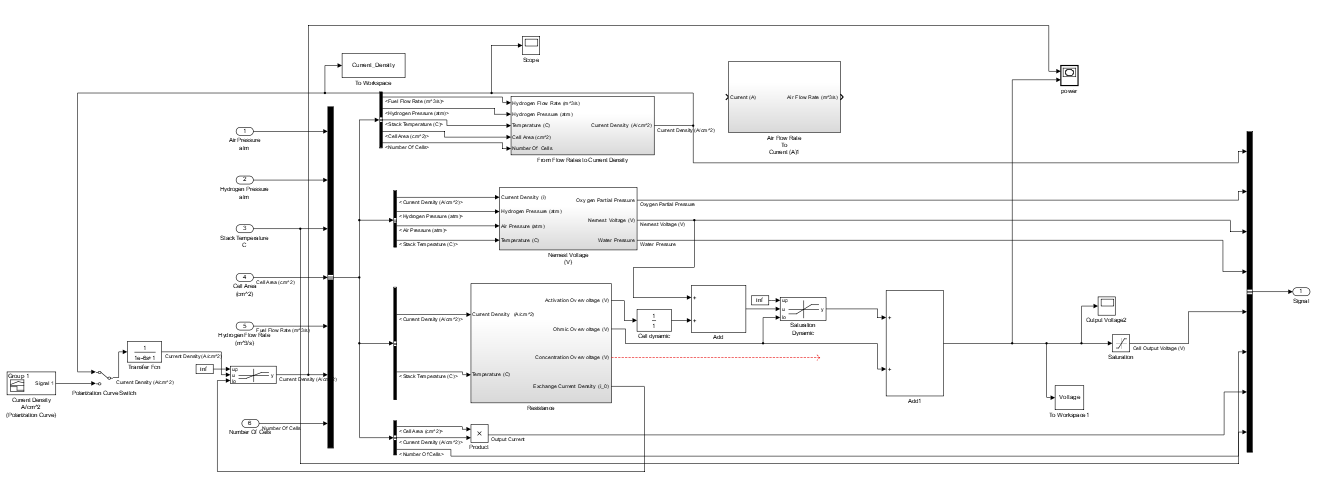 Scope
Current_Density
To Workspace
power
Current (A)
Air Flow Rate (m^3/s)
Air Flow Rate
To
Current (A)1
<Fuel Flow Rate (m^3/s)>
<Hydrogen Pressure (atm)>
<Stack Temperature (C)>
<Cell Area (cm^2)>
<Number Of Cells>
Hydrogen Flow Rate (m^3/s)
Hydrogen Pressure (atm)
Temperature (C)
Cell Area (cm^2)
Number Of Cells
Current Density (A/cm^2)
Current Density (A/cm^2)
From Flow Rates to Current Density
1
Air Pressure
atm
2
Hydrogen Pressure
atm
3
Stack Temperature
C
4
Cell Area (cm^2)
Cell Area
(cm^2)
5
Fuel Flow Rate (m^3/s)
Hydrogen Flow Rate
(m^3/s)
6
Number Of Cells
Number Of Cells
<Current Density (A/cm^2)>
<Hydrogen Pressure (atm)>
<Air Pressure (atm)>
<Stack Temperature (C)>
Current Density (i)
Hydrogen Pressure (atm)
Air Pressure (atm)
Temperature (C)
Oxygen Partial Pressure
Nernest Voltage (V)
Water Pressure
Oxygen Partial Pressure
Nernest Voltage (V)
Water Pressure
Nernest Voltage
(V)
<Current Density (A/cm^2)>
<Stack Temperature (C)>
Current Density (A/cm^2)
Temperature (C)
Activation Overvoltage (V)
Ohmic Overvoltage (V)
Concentration Overvoltage (V)
Exchange Current Density (i_0)
Resistance
1
1
Cell dynamic
+
+
Add
Inf
up
u
lo
y
Saturation
Dynamic
+
+
Add1
Output Voltage2
Saturation
Cell Output Voltage (V)
Voltage
To Workspace1
1
Signal
Group 1
Signal 1
Current Density
A/cm^2
(Polarization Curve)
Polarization Curve Switch
Current Density (A/cm^2)
1
Transfer Fcn
Current Density (A/cm^2)
Inf
up
u
lo
y
Current Density (A/cm^2)
<Cell Area (cm^2)>
<Current Density (A/cm^2)>
<Number Of Cells>
×
Product
Output Current